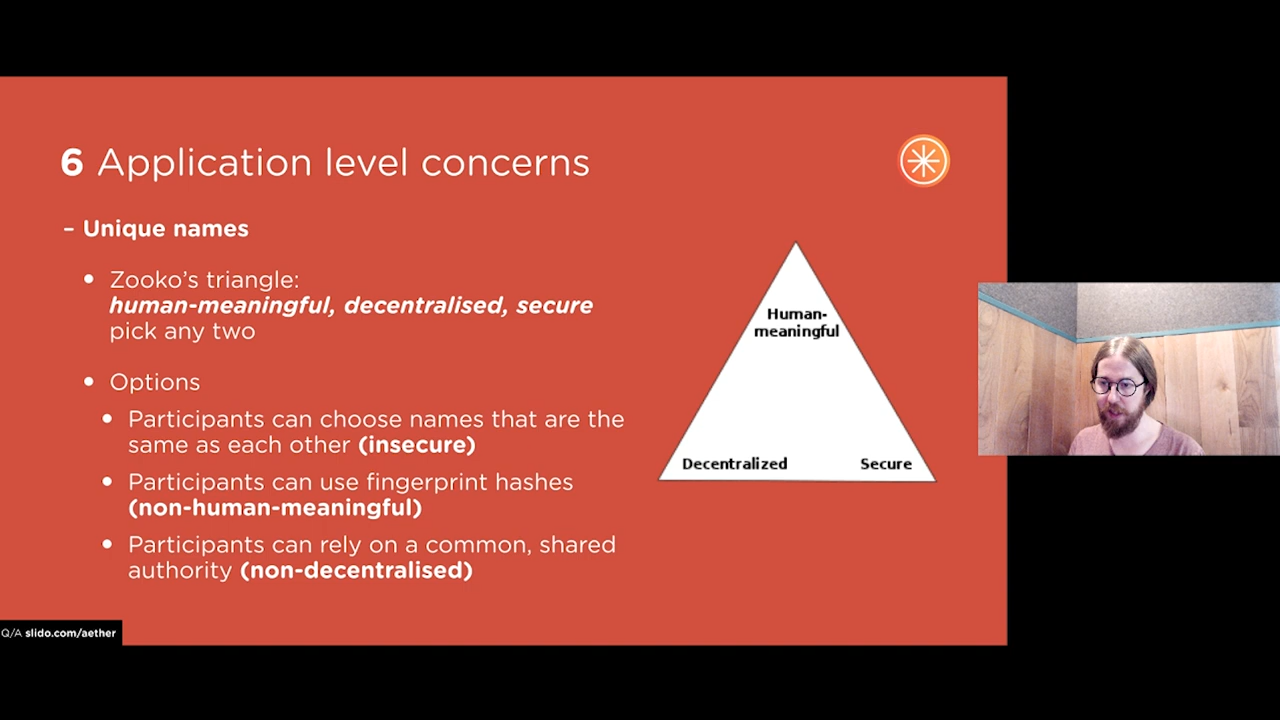 6 Application level concerns
– Unique names
• Zooko’s triangle:
human-meaningful, decentralised, secure
pick any two
• Options
• Participants can choose names that are the
same as each other (insecure)
• Participants can use fingerprint hashes
(non-human-meaningful)
• Participants can rely on a common, shared
authority (non-decentralised)
Human-
meaningful
Decentralized
Secure
Q/A slido.com/aether